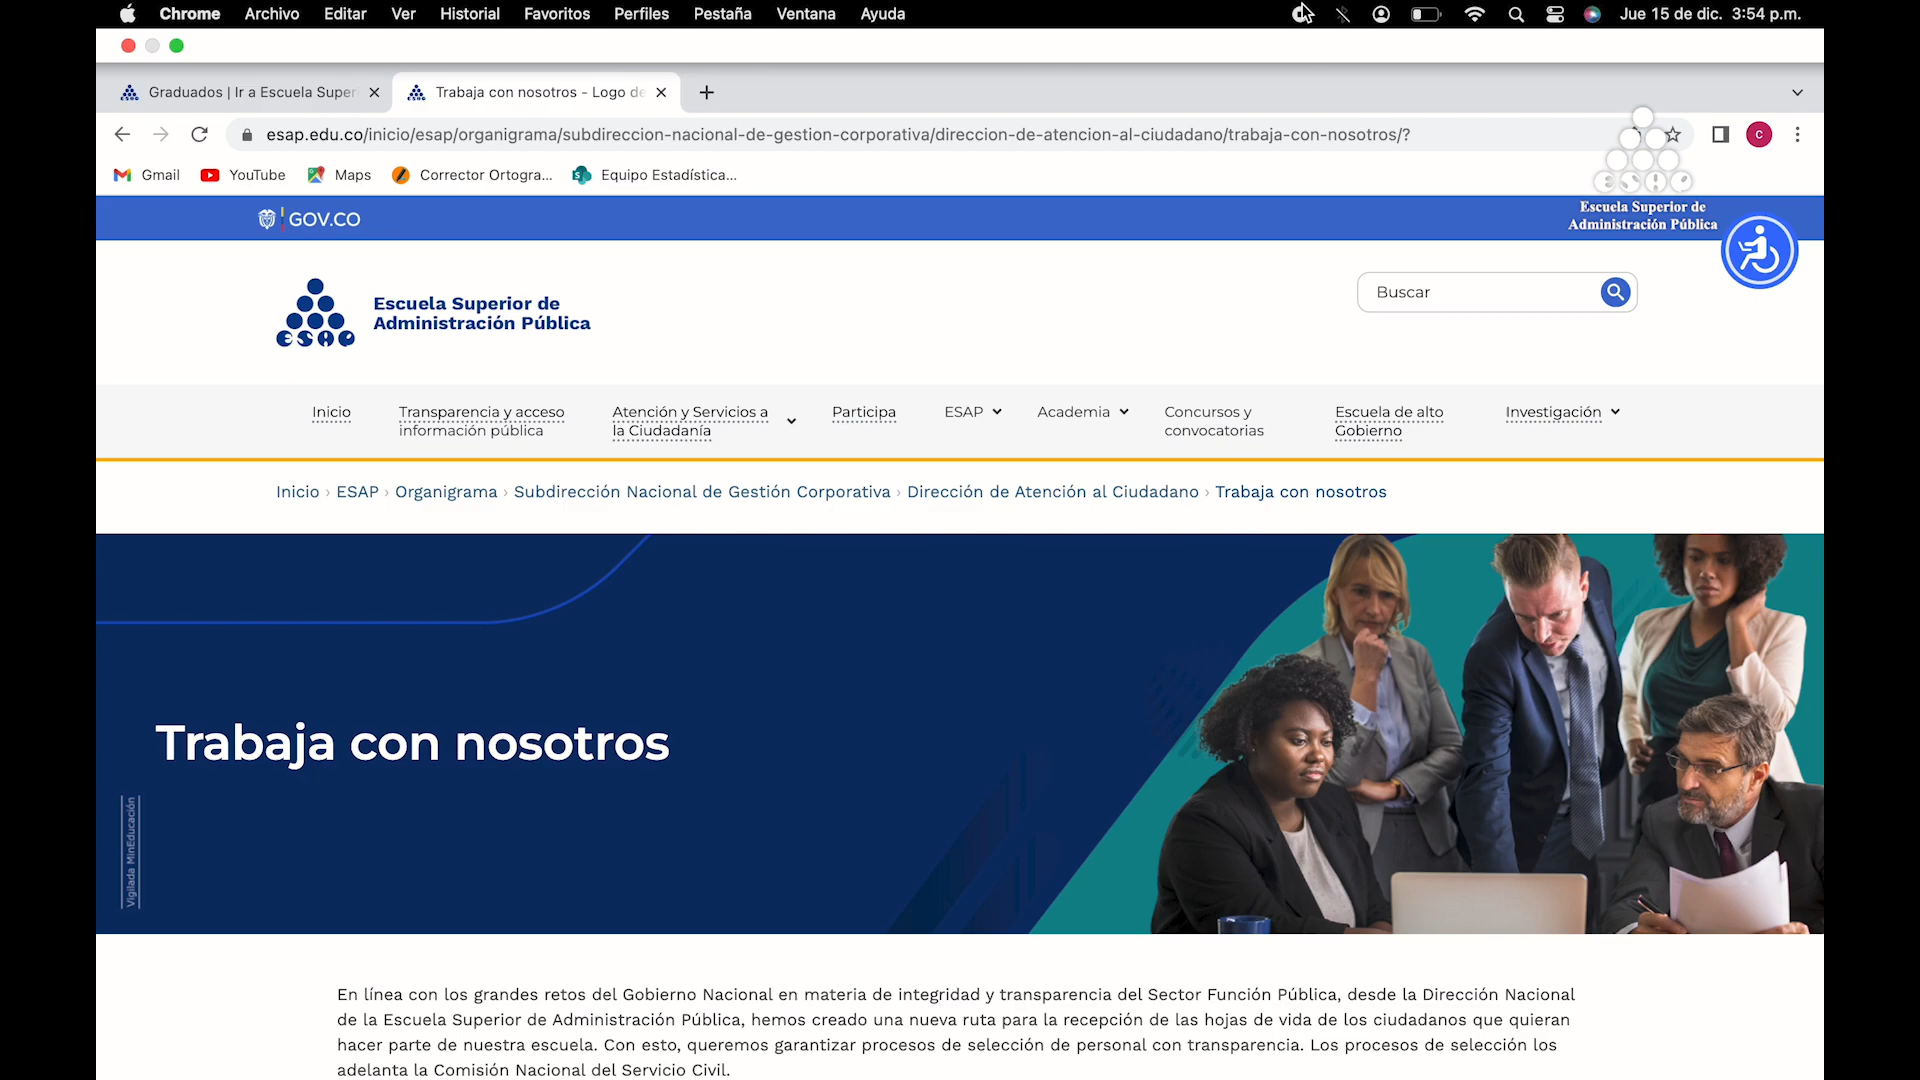 Chrome Archivo Editar Ver Historial Favoritos Perfiles Pestaña Ventana Ayuda
Jue 15 de dic. 3:54 p.m.
Graduados | Ir a Escuela Super
Trabaja con nosotros - Logo de
esap.edu.co/inicio/esap/organigrama/subdireccion-nacional-de-gestion-corporativa/direccion-de-atencion-al-ciudadano/trabaja-con-nosotros/?
C
Gmail YouTube Maps Corrector Ortogra... Equipo Estadística...
GOV.CO
Escuela Superior de
Administración Pública
esap
Escuela Superior de
Administración Pública
Buscar
Inicio
Transparencia y acceso
información pública
Atención y Servicios a
la Ciudadanía
Participa
ESAP
Academia
Concursos y
convocatorias
Escuela de alto
Gobierno
Investigación
Inicio › ESAP › Organigrama › Subdirección Nacional de Gestión Corporativa › Dirección de Atención al Ciudadano › Trabaja con nosotros
Trabaja con nosotros
Vigilada MinEducación
En línea con los grandes retos del Gobierno Nacional en materia de integridad y transparencia del Sector Función Pública, desde la Dirección Nacional
de la Escuela Superior de Administración Pública, hemos creado una nueva ruta para la recepción de las hojas de vida de los ciudadanos que quieran
hacer parte de nuestra escuela. Con esto, queremos garantizar procesos de selección de personal con transparencia. Los procesos de selección los
adelanta la Comisión Nacional del Servicio Civil.